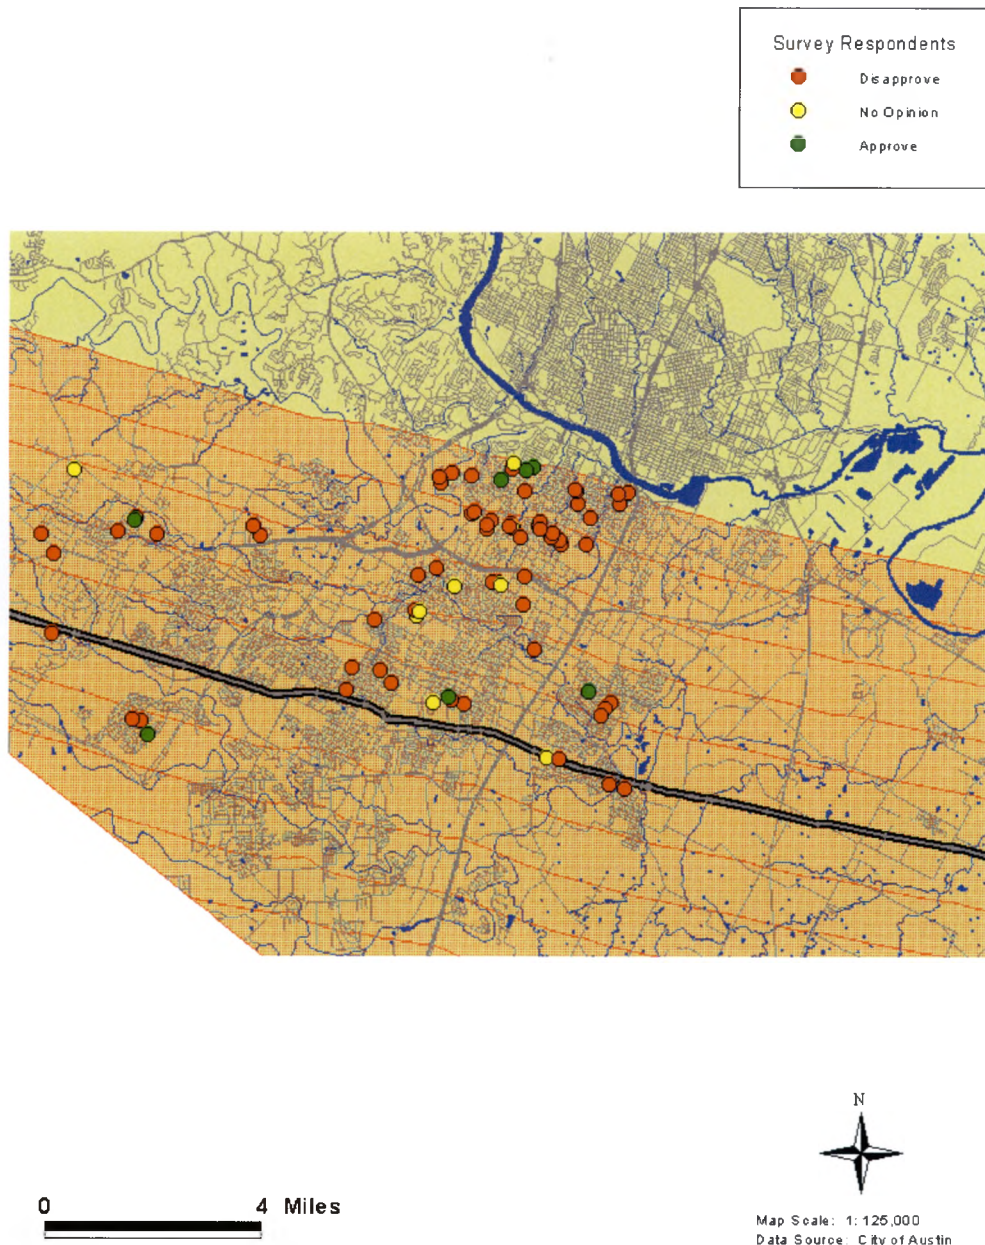 Survey Respondents
Disapprove
No Opinion
Approve
N
0 4 Miles
Map Scale: 1: 125,000
Data Source: City of Austin